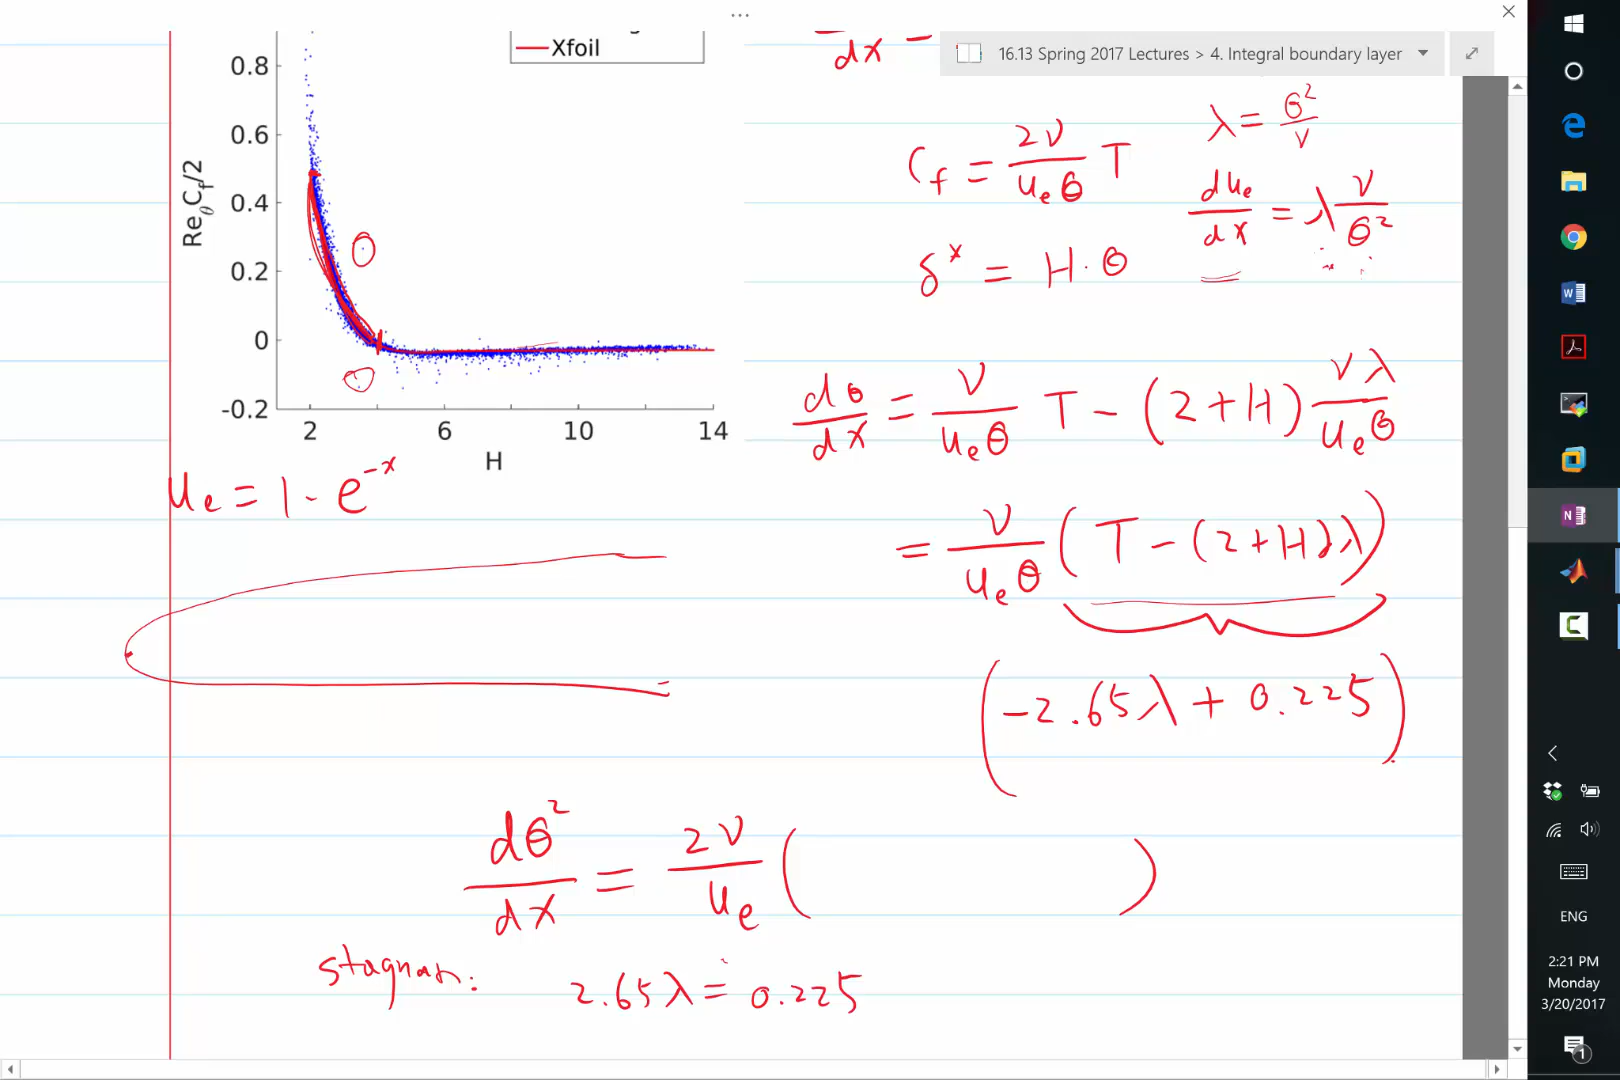 16.13 Spring 2017 Lectures > 4. Integral boundary layer
Xfoil
0.8
0.6
0.4
0.2
0
-0.2
2
6
10
14
Re_θC_f/2
H
dx =
C_f = 2ν/(u_e θ) T
λ = θ²/ν
du_e/dx = λ ν/θ²
δ* = H·θ
dθ/dx = ν/(u_e θ) T - (2+H) νλ/(u_e θ)
u_e = 1 - e^{-x}
= ν/(u_e θ) (T - (2+H)λ)
(-2.65λ + 0.225)
dθ²/dx = 2ν/u_e ( )
stagnan:
2.65λ = 0.225
ENG
2:21 PM
Monday
3/20/2017
1